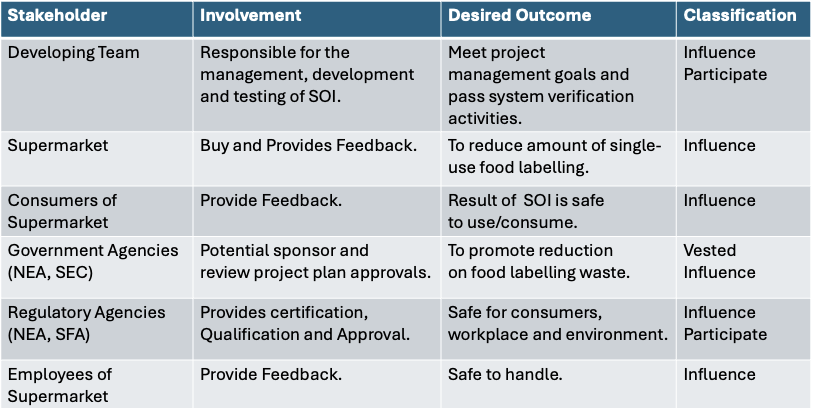 Stakeholder Involvement Desired Outcome Classification
Developing Team
Responsible for the
management, development
and testing of SOI.
Meet project
management goals and
pass system verification
activities.
Influence
Participate
Supermarket
Buy and Provides Feedback.
To reduce amount of single-
use food labelling.
Influence
Consumers of
Supermarket
Provide Feedback.
Result of SOI is safe
to use/consume.
Influence
Government Agencies
(NEA, SEC)
Potential sponsor and
review project plan approvals.
To promote reduction
on food labelling waste.
Vested
Influence
Regulatory Agencies
(NEA, SFA)
Provides certification,
Qualification and Approval.
Safe for consumers,
workplace and environment.
Influence
Participate
Employees of
Supermarket
Provide Feedback.
Safe to handle.
Influence